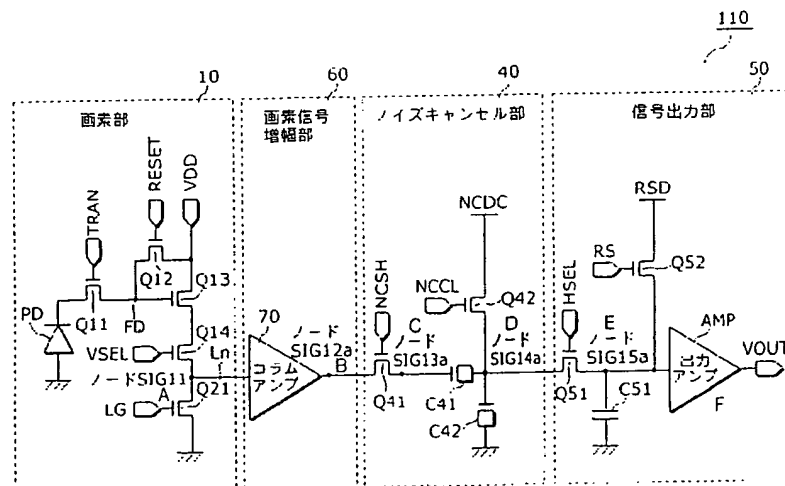 110
10
60
40
50
画素部
画素信号
増幅部
ノイズキャンセル部
信号出力部
TRAN
RESET
VDD
Q12
Q13
Q11
FD
PD
Q14
VSEL
Ln
ノードSIG11
A
Q21
LG
70
コラム
アンプ
ノード
SIG12a
B
NCSH
C
ノード
SIG13a
Q41
C41
C42
NCDC
NCCL
Q42
D
ノード
SIG14a
HSEL
Q51
E
ノード
SIG15a
C51
RSD
RS
Q52
AMP
出力
アンプ
F
VOUT